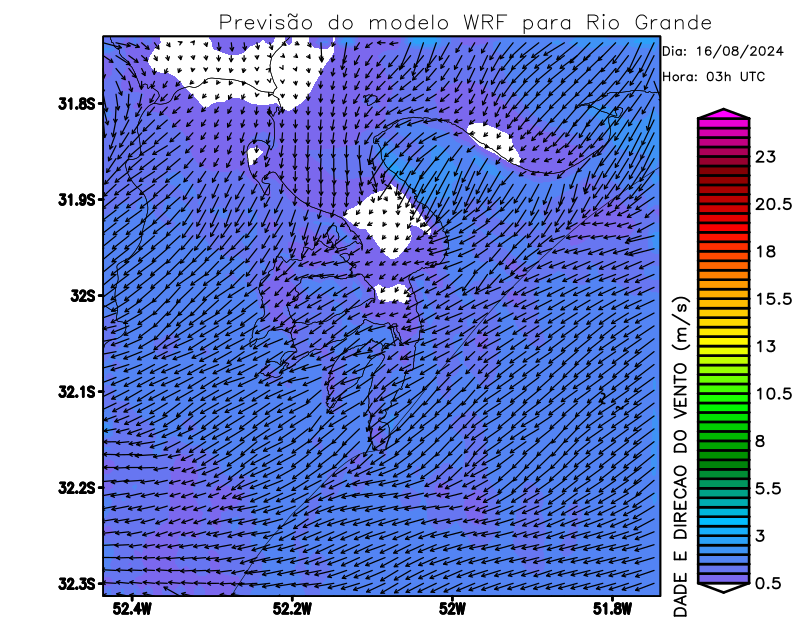 Previsão do modelo WRF para Rio Grande
Dia: 16/08/2024
Hora: 03h UTC
31.8S
31.9S
32S
32.1S
32.2S
32.3S
52.4W
52.2W
52W
51.8W
23
20.5
18
15.5
13
10.5
8
5.5
3
0.5
DADE E DIRECAO DO VENTO (m/s)